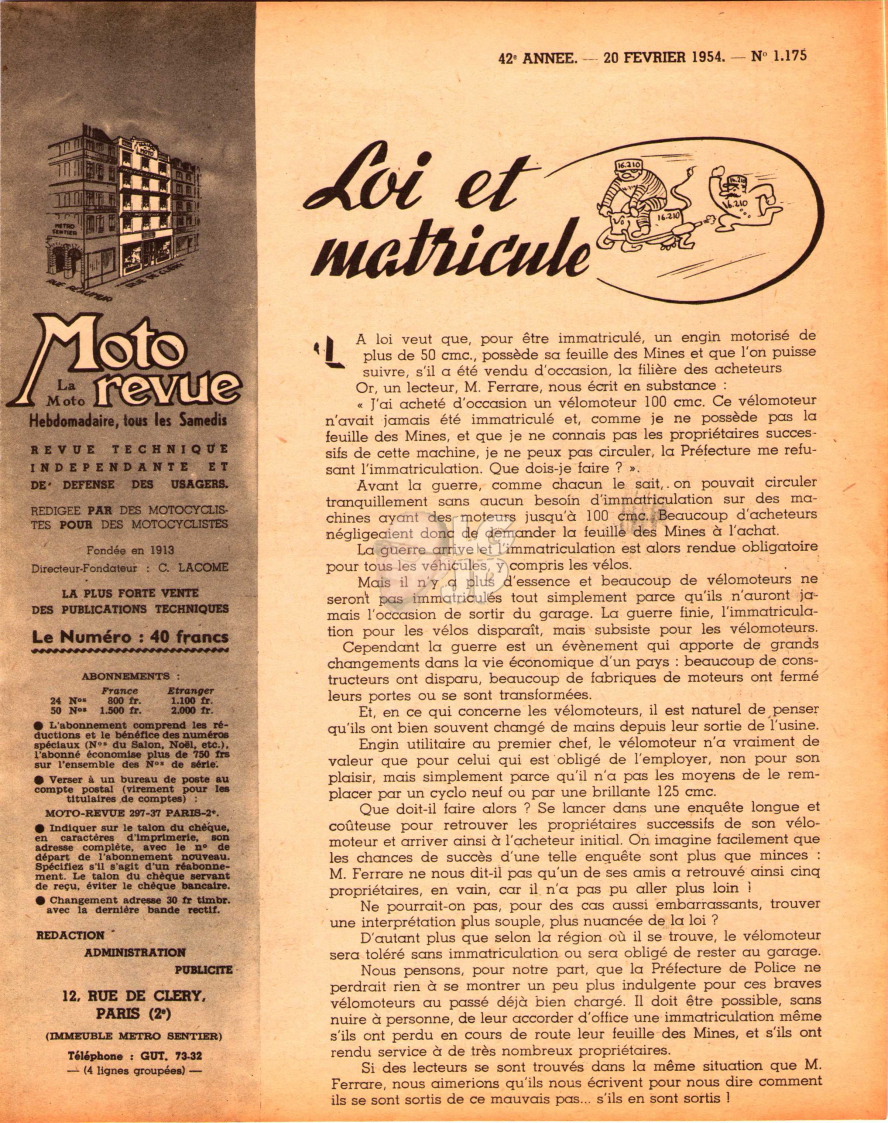 42e ANNEE. — 20 FEVRIER 1954. — No 1.175
METRO
SENTIER
RUE REAUMUR
RUE DE CLERY
Moto
La
Moto
revue
Hebdomadaire, tous les Samedis
REVUE TECHNIQUE
INDEPENDANTE ET
DE DEFENSE DES USAGERS.
REDIGEE PAR DES MOTOCYCLIS-
TES POUR DES MOTOCYCLISTES
Fondée en 1913
Directeur-Fondateur : C. LACOME
LA PLUS FORTE VENTE
DES PUBLICATIONS TECHNIQUES
Le Numéro : 40 francs
ABONNEMENTS :
France Etranger
24 Nos 800 fr. 1.100 fr.
50 Nos 1.500 fr. 2.000 fr.
● L'abonnement comprend les ré-
ductions et le bénéfice des numéros
spéciaux (Nos du Salon, Noël, etc.),
l'abonné économise plus de 750 frs
sur l'ensemble des Nos de série.
● Verser à un bureau de poste au
compte postal (virement pour les
titulaires de comptes) :
MOTO-REVUE 297-37 PARIS-2e.
● Indiquer sur le talon du chèque,
en caractères d'imprimerie, son
adresse complète, avec le no de
départ de l'abonnement nouveau.
Spécifiez s'il s'agit d'un réabonne-
ment. Le talon du chèque servant
de reçu, éviter le chèque bancaire.
● Changement adresse 30 fr timbr.
avec la dernière bande rectif.
REDACTION
ADMINISTRATION
PUBLICITE
12, RUE DE CLERY,
PARIS (2e)
(IMMEUBLE METRO SENTIER)
Téléphone : GUT. 73-32
— (4 lignes groupées) —
Loi et
matricule
16.210
16.210
16.210
LA loi veut que, pour être immatriculé, un engin motorisé de
plus de 50 cmc., possède sa feuille des Mines et que l'on puisse
suivre, s'il a été vendu d'occasion, la filière des acheteurs
Or, un lecteur, M. Ferrare, nous écrit en substance :
« J'ai acheté d'occasion un vélomoteur 100 cmc. Ce vélomoteur
n'avait jamais été immatriculé et, comme je ne possède pas la
feuille des Mines, et que je ne connais pas les propriétaires succes-
sifs de cette machine, je ne peux pas circuler, la Préfecture me refu-
sant l'immatriculation. Que dois-je faire ? ».
Avant la guerre, comme chacun le sait, on pouvait circuler
tranquillement sans aucun besoin d'immatriculation sur des ma-
chines ayant des moteurs jusqu'à 100 cmc. Beaucoup d'acheteurs
négligeaient donc de demander la feuille des Mines à l'achat.
La guerre arrive et l'immatriculation est alors rendue obligatoire
pour tous les véhicules, y compris les vélos.
Mais il n'y a plus d'essence et beaucoup de vélomoteurs ne
seront pas immatriculés tout simplement parce qu'ils n'auront ja-
mais l'occasion de sortir du garage. La guerre finie, l'immatricula-
tion pour les vélos disparaît, mais subsiste pour les vélomoteurs.
Cependant la guerre est un évènement qui apporte de grands
changements dans la vie économique d'un pays : beaucoup de cons-
tructeurs ont disparu, beaucoup de fabriques de moteurs ont fermé
leurs portes ou se sont transformées.
Et, en ce qui concerne les vélomoteurs, il est naturel de penser
qu'ils ont bien souvent changé de mains depuis leur sortie de l'usine.
Engin utilitaire au premier chef, le vélomoteur n'a vraiment de
valeur que pour celui qui est obligé de l'employer, non pour son
plaisir, mais simplement parce qu'il n'a pas les moyens de le rem-
placer par un cyclo neuf ou par une brillante 125 cmc.
Que doit-il faire alors ? Se lancer dans une enquête longue et
coûteuse pour retrouver les propriétaires successifs de son vélo-
moteur et arriver ainsi à l'acheteur initial. On imagine facilement que
les chances de succès d'une telle enquête sont plus que minces :
M. Ferrare ne nous dit-il pas qu'un de ses amis a retrouvé ainsi cinq
propriétaires, en vain, car il n'a pas pu aller plus loin !
Ne pourrait-on pas, pour des cas aussi embarrassants, trouver
une interprétation plus souple, plus nuancée de la loi ?
D'autant plus que selon la région où il se trouve, le vélomoteur
sera toléré sans immatriculation ou sera obligé de rester au garage.
Nous pensons, pour notre part, que la Préfecture de Police ne
perdrait rien à se montrer un peu plus indulgente pour ces braves
vélomoteurs au passé déjà bien chargé. Il doit être possible, sans
nuire à personne, de leur accorder d'office une immatriculation même
s'ils ont perdu en cours de route leur feuille des Mines, et s'ils ont
rendu service à de très nombreux propriétaires.
Si des lecteurs se sont trouvés dans la même situation que M.
Ferrare, nous aimerions qu'ils nous écrivent pour nous dire comment
ils se sont sortis de ce mauvais pas... s'ils en sont sortis !